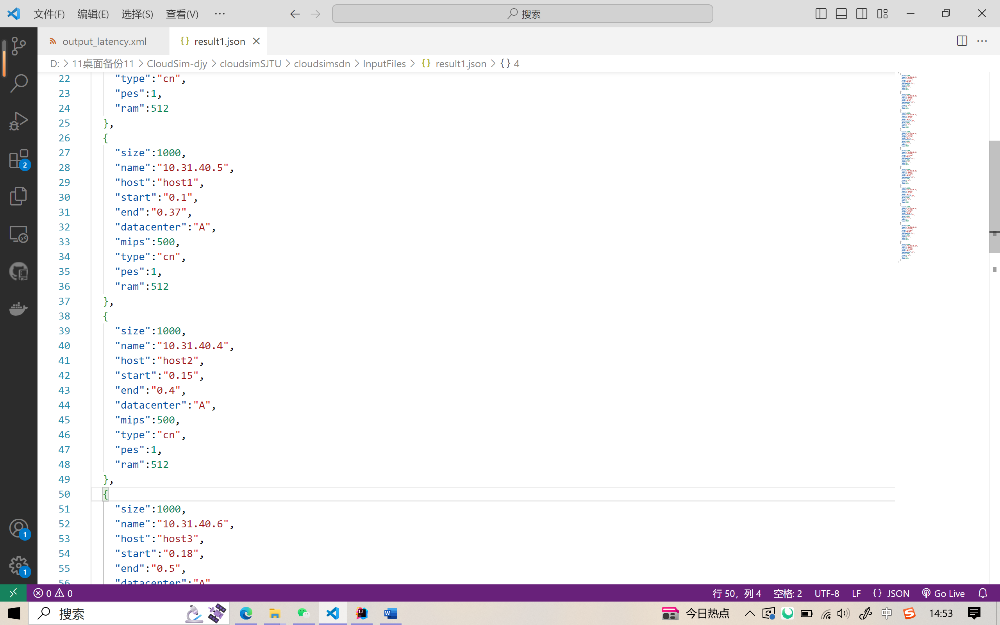 文件(F) 编辑(E) 选择(S) 查看(V) ··· 搜索
output_latency.xml {} result1.json
D: > 11桌面备份11 > CloudSim-djy > cloudsimSJTU > cloudsimsdn > InputFiles > {} result1.json > {} 4
22 "type":"cn",
23 "pes":1,
24 "ram":512
25 },
26 {
27 "size":1000,
28 "name":"10.31.40.5",
29 "host":"host1",
30 "start":"0.1",
31 "end":"0.37",
32 "datacenter":"A",
33 "mips":500,
34 "type":"cn",
35 "pes":1,
36 "ram":512
37 },
38 {
39 "size":1000,
40 "name":"10.31.40.4",
41 "host":"host2",
42 "start":"0.15",
43 "end":"0.4",
44 "datacenter":"A",
45 "mips":500,
46 "type":"cn",
47 "pes":1,
48 "ram":512
49 },
50 {
51 "size":1000,
52 "name":"10.31.40.6",
53 "host":"host3",
54 "start":"0.18",
55 "end":"0.5",
56 "datacenter":"A"
2
1
1
0 0 行 50，列 4 空格: 2 UTF-8 LF {} JSON Go Live
搜索 今日热点 中 14:53